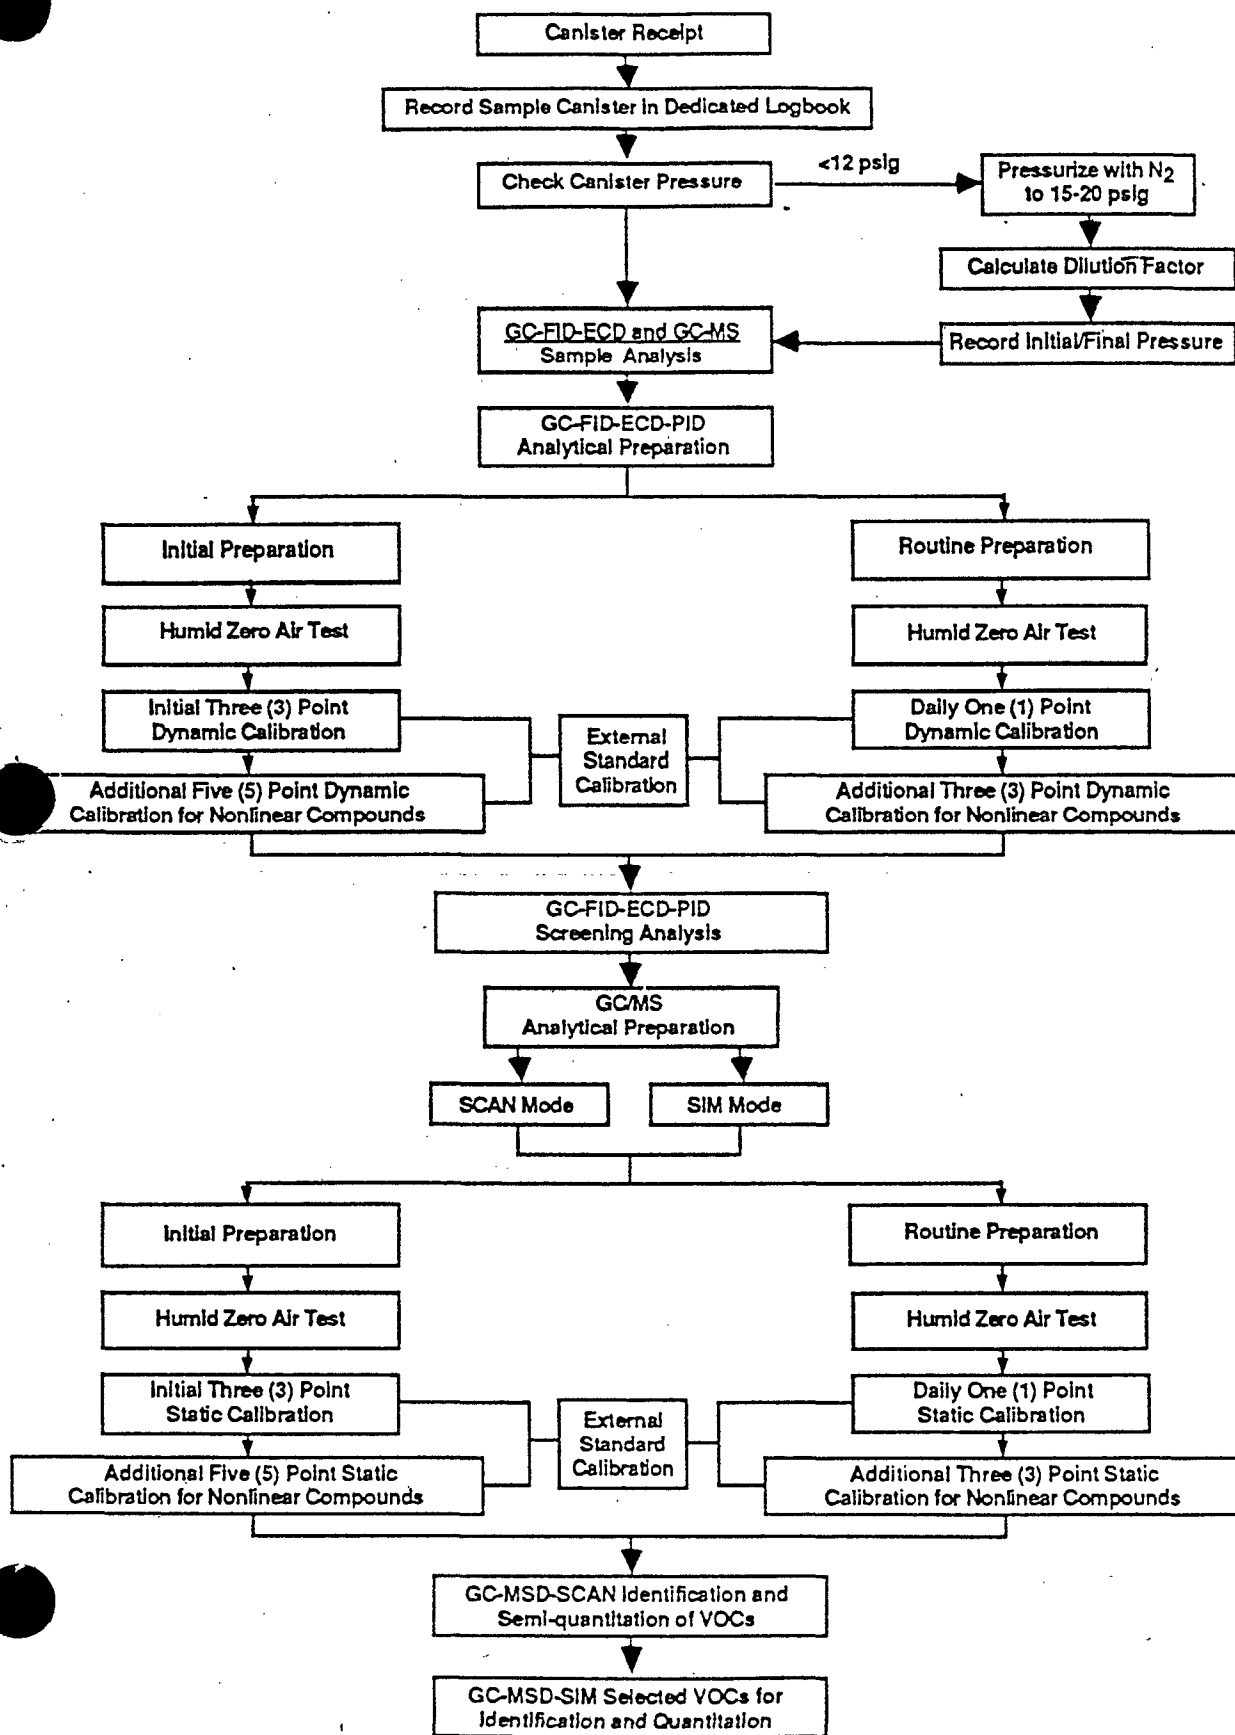 Canister Receipt
Record Sample Canister in Dedicated Logbook
Check Canister Pressure
<12 psig
Pressurize with N2
to 15-20 psig
Calculate Dilution Factor
Record Initial/Final Pressure
GC-FID-ECD and GC-MS
Sample Analysis
GC-FID-ECD-PID
Analytical Preparation
Initial Preparation
Routine Preparation
Humid Zero Air Test
Humid Zero Air Test
Initial Three (3) Point
Dynamic Calibration
External
Standard
Calibration
Daily One (1) Point
Dynamic Calibration
Additional Five (5) Point Dynamic
Calibration for Nonlinear Compounds
Additional Three (3) Point Dynamic
Calibration for Nonlinear Compounds
GC-FID-ECD-PID
Screening Analysis
GC/MS
Analytical Preparation
SCAN Mode
SIM Mode
Initial Preparation
Routine Preparation
Humid Zero Air Test
Humid Zero Air Test
Initial Three (3) Point
Static Calibration
External
Standard
Calibration
Daily One (1) Point
Static Calibration
Additional Five (5) Point Static
Calibration for Nonlinear Compounds
Additional Three (3) Point Static
Calibration for Nonlinear Compounds
GC-MSD-SCAN Identification and
Semi-quantitation of VOCs
GC-MSD-SIM Selected VOCs for
Identification and Quantitation